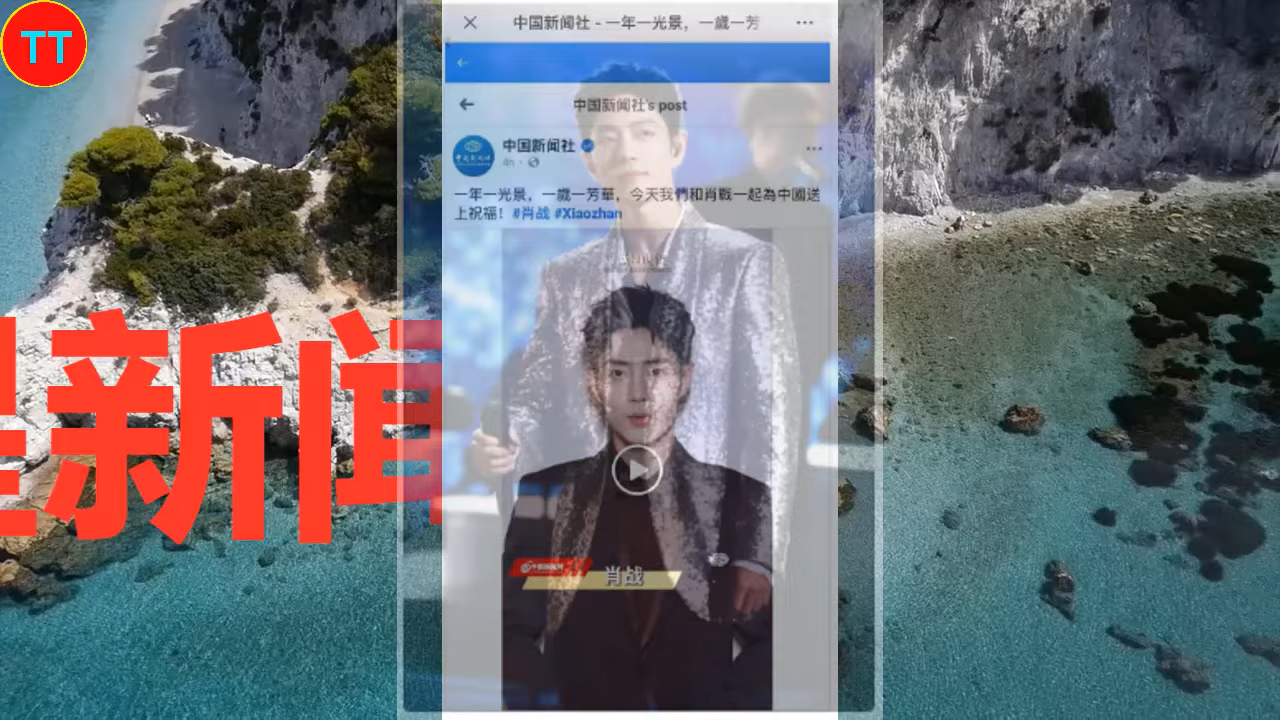 TT
中国新闻社 - 一年一光景，一歲一芳
中国新闻社's post
中国新闻社
4h
一年一光景，一歲一芳華，今天我們和肖戰一起為中國送
上祝福！#肖战 #Xiaozhan
新闻
肖战